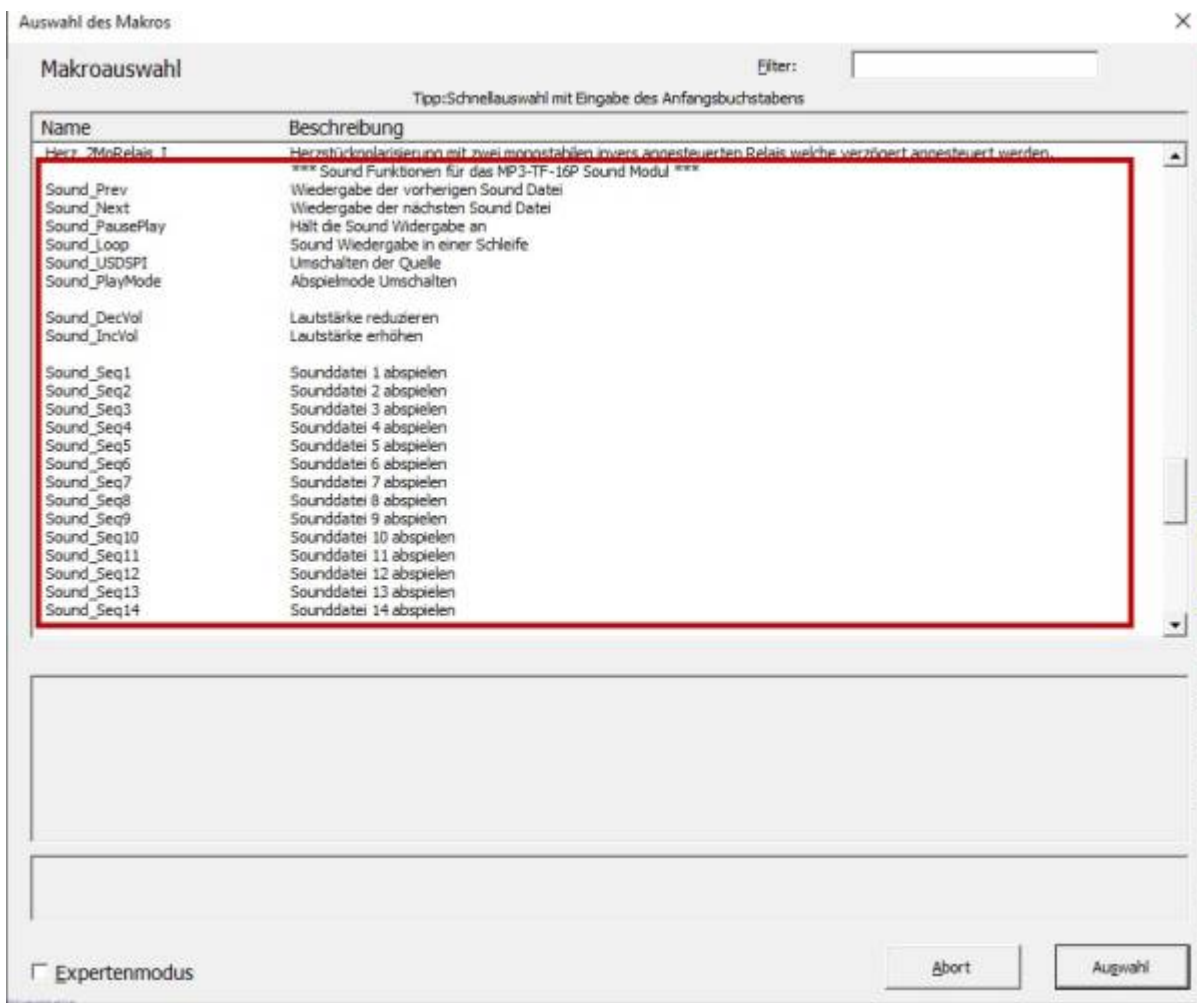 Auswahl des Makros
Makroauswahl Filter:
Tipp:Schnellauswahl mit Eingabe des Anfangsbuchstabens
Name Beschreibung
Herz_2MoRelais_I Herzstückpolarisierung mit zwei monostabilen invers angesteuerten Relais welche verzögert angesteuert werden.
*** Sound Funktionen für das MP3-TF-16P Sound Modul ***
Sound_Prev Wiedergabe der vorherigen Sound Datei
Sound_Next Wiedergabe der nächsten Sound Datei
Sound_PausePlay Hält die Sound Widergabe an
Sound_Loop Sound Wiedergabe in einer Schleife
Sound_USDSPI Umschalten der Quelle
Sound_PlayMode Abspielmode Umschalten
Sound_DecVol Lautstärke reduzieren
Sound_IncVol Lautstärke erhöhen
Sound_Seq1 Sounddatei 1 abspielen
Sound_Seq2 Sounddatei 2 abspielen
Sound_Seq3 Sounddatei 3 abspielen
Sound_Seq4 Sounddatei 4 abspielen
Sound_Seq5 Sounddatei 5 abspielen
Sound_Seq6 Sounddatei 6 abspielen
Sound_Seq7 Sounddatei 7 abspielen
Sound_Seq8 Sounddatei 8 abspielen
Sound_Seq9 Sounddatei 9 abspielen
Sound_Seq10 Sounddatei 10 abspielen
Sound_Seq11 Sounddatei 11 abspielen
Sound_Seq12 Sounddatei 12 abspielen
Sound_Seq13 Sounddatei 13 abspielen
Sound_Seq14 Sounddatei 14 abspielen
Expertenmodus Abort Auswahl